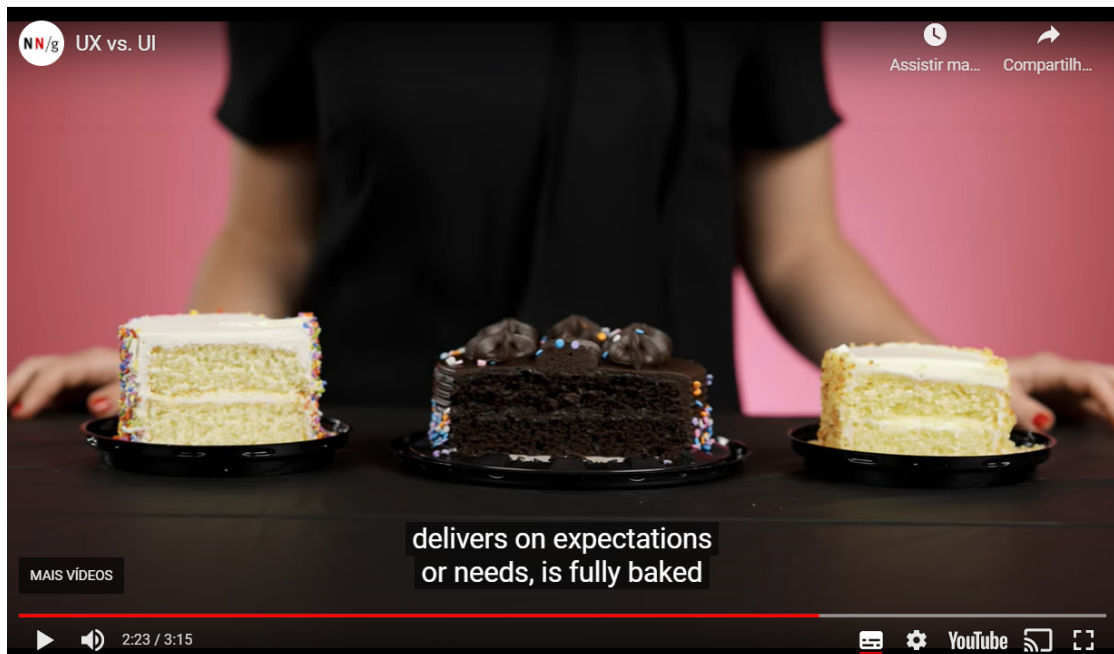 NN/g
UX vs. UI
Assistir ma...
Compartilh...
delivers on expectations
or needs, is fully baked
MAIS VÍDEOS
2:23 / 3:15
YouTube